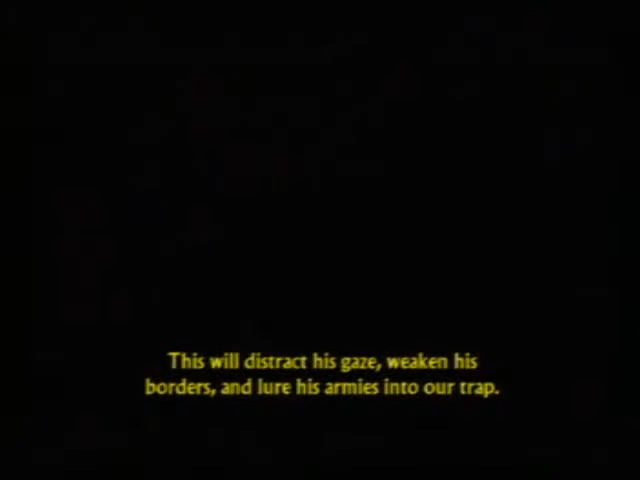 This will distract his gaze, weaken his
borders, and lure his armies into our trap.